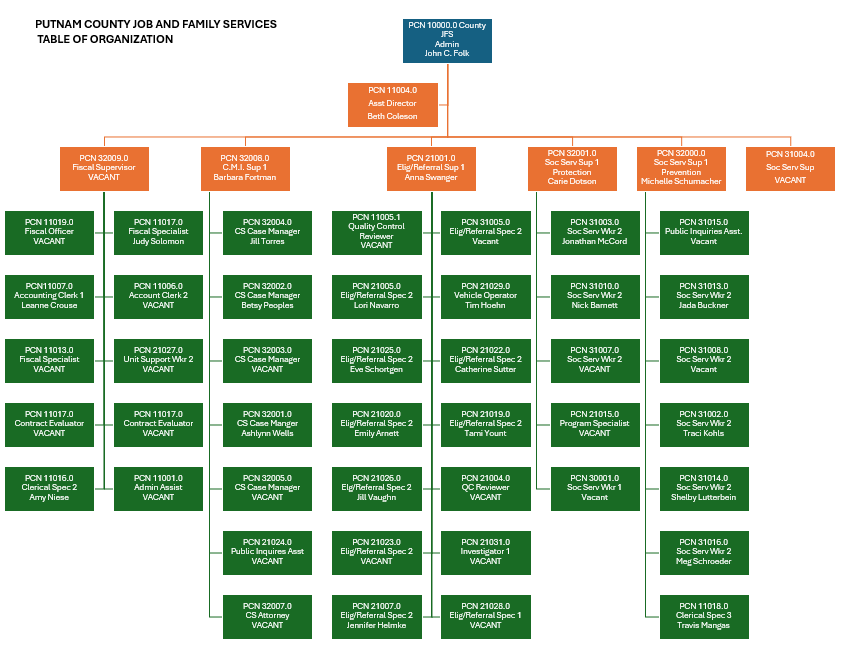 PUTNAM COUNTY JOB AND FAMILY SERVICES
TABLE OF ORGANIZATION
PCN 10000.0 County
JFS
Admin
John C. Folk
PCN 11004.0
Asst Director
Beth Coleson
PCN 32009.0
Fiscal Supervisor
VACANT
PCN 32008.0
C.M.I. Sup 1
Barbara Fortman
PCN 21001.0
Elig/Referral Sup 1
Anna Swanger
PCN 32001.0
Soc Serv Sup 1
Protection
Carie Dotson
PCN 32000.0
Soc Serv Sup 1
Prevention
Michelle Schumacher
PCN 31004.0
Soc Serv Sup
VACANT
PCN 11019.0
Fiscal Officer
VACANT
PCN 11017.0
Fiscal Specialist
Judy Solomon
PCN 32004.0
CS Case Manager
Jill Torres
PCN 11005.1
Quality Control
Reviewer
VACANT
PCN 31005.0
Elig/Referral Spec 2
Vacant
PCN 31003.0
Soc Serv Wkr 2
Jonathan McCord
PCN 31015.0
Public Inquiries Asst.
Vacant
PCN11007.0
Accounting Clerk 1
Leanne Crouse
PCN 11006.0
Account Clerk 2
VACANT
PCN 32002.0
CS Case Manager
Betsy Peoples
PCN 21005.0
Elig/Referral Spec 2
Lori Navarro
PCN 21029.0
Vehicle Operator
Tim Hoehn
PCN 31010.0
Soc Serv Wkr 2
Nick Barnett
PCN 31013.0
Soc Serv Wkr 2
Jada Buckner
PCN 11013.0
Fiscal Specialist
VACANT
PCN 21027.0
Unit Support Wkr 2
VACANT
PCN 32003.0
CS Case Manager
VACANT
PCN 21025.0
Elig/Referral Spec 2
Eve Schortgen
PCN 21022.0
Elig/Referral Spec 2
Catherine Sutter
PCN 31007.0
Soc Serv Wkr 2
VACANT
PCN 31008.0
Soc Serv Wkr 2
Vacant
PCN 11017.0
Contract Evaluator
VACANT
PCN 11017.0
Contract Evaluator
VACANT
PCN 32001.0
CS Case Manger
Ashlynn Wells
PCN 21020.0
Elig/Referral Spec 2
Emily Arnett
PCN 21019.0
Elig/Referral Spec 2
Tami Yount
PCN 21015.0
Program Specialist
VACANT
PCN 31002.0
Soc Serv Wkr 2
Traci Kohls
PCN 11016.0
Clerical Spec 2
Amy Niese
PCN 11001.0
Admin Assist
VACANT
PCN 32005.0
CS Case Manager
VACANT
PCN 21026.0
Elg/Referral Spec 2
Jill Vaughn
PCN 21004.0
QC Reviewer
VACANT
PCN 30001.0
Soc Serv Wkr 1
Vacant
PCN 31014.0
Soc Serv Wkr 2
Shelby Lutterbein
PCN 21024.0
Public Inquires Asst
VACANT
PCN 21023.0
Elig/Referral Spec 2
VACANT
PCN 21031.0
Investigator 1
VACANT
PCN 31016.0
Soc Serv Wkr 2
Meg Schroeder
PCN 32007.0
CS Attorney
VACANT
PCN 21007.0
Elig/Referral Spec 2
Jennifer Helmke
PCN 21028.0
Elig/Referral Spec 1
VACANT
PCN 11018.0
Clerical Spec 3
Travis Mangas